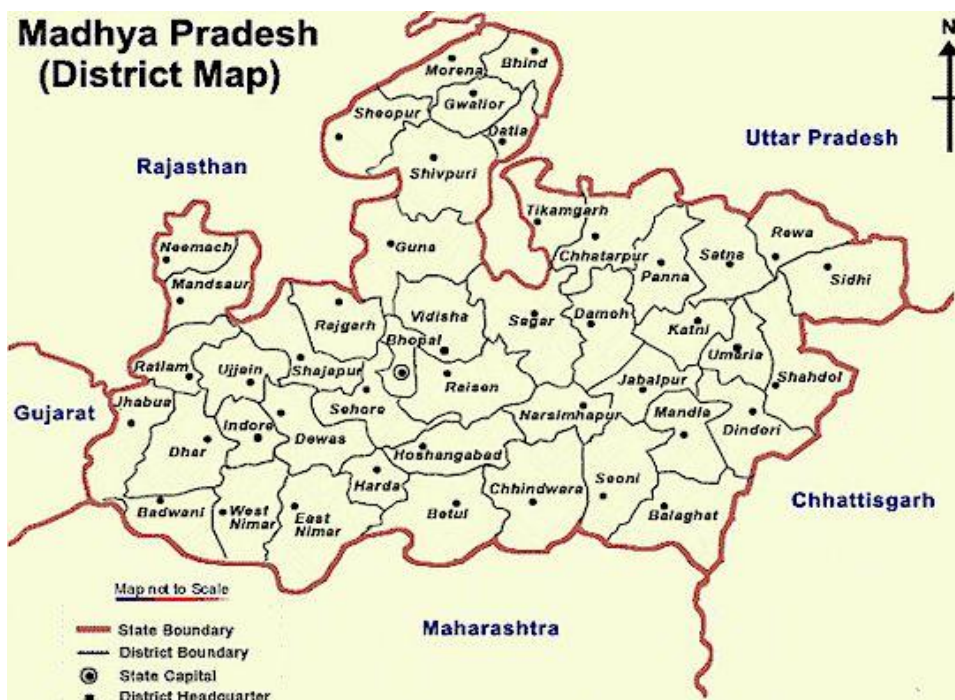 Madhya Pradesh
(District Map)
N
Rajasthan
Uttar Pradesh
Gujarat
Chhattisgarh
Maharashtra
Morena
Bhind
Gwalior
Sheopur
Datia
Shivpuri
Guna
Tikamgarh
Chhatarpur
Panna
Satna
Rewa
Sidhi
Neemach
Mandsaur
Rajgarh
Vidisha
Sagar
Damoh
Katni
Umaria
Shahdol
Bhopal
Ratlam
Ujjain
Shajapur
Raisen
Jabalpur
Jhabua
Sehore
Narsimhapur
Mandla
Dindori
Dhar
Indore
Dewas
Hoshangabad
Harda
Seoni
Badwani
West
Nimar
East
Nimar
Betul
Chhindwara
Balaghat
Map not to Scale
State Boundary
District Boundary
State Capital
District Headquarter